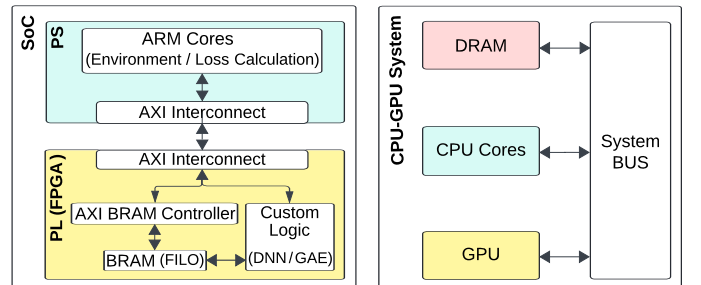 SoC
PS
ARM Cores
(Environment / Loss Calculation)
AXI Interconnect
PL (FPGA)
AXI Interconnect
AXI BRAM Controller
BRAM (FILO)
Custom
Logic
(DNN/GAE)
CPU-GPU System
DRAM
CPU Cores
GPU
System
BUS